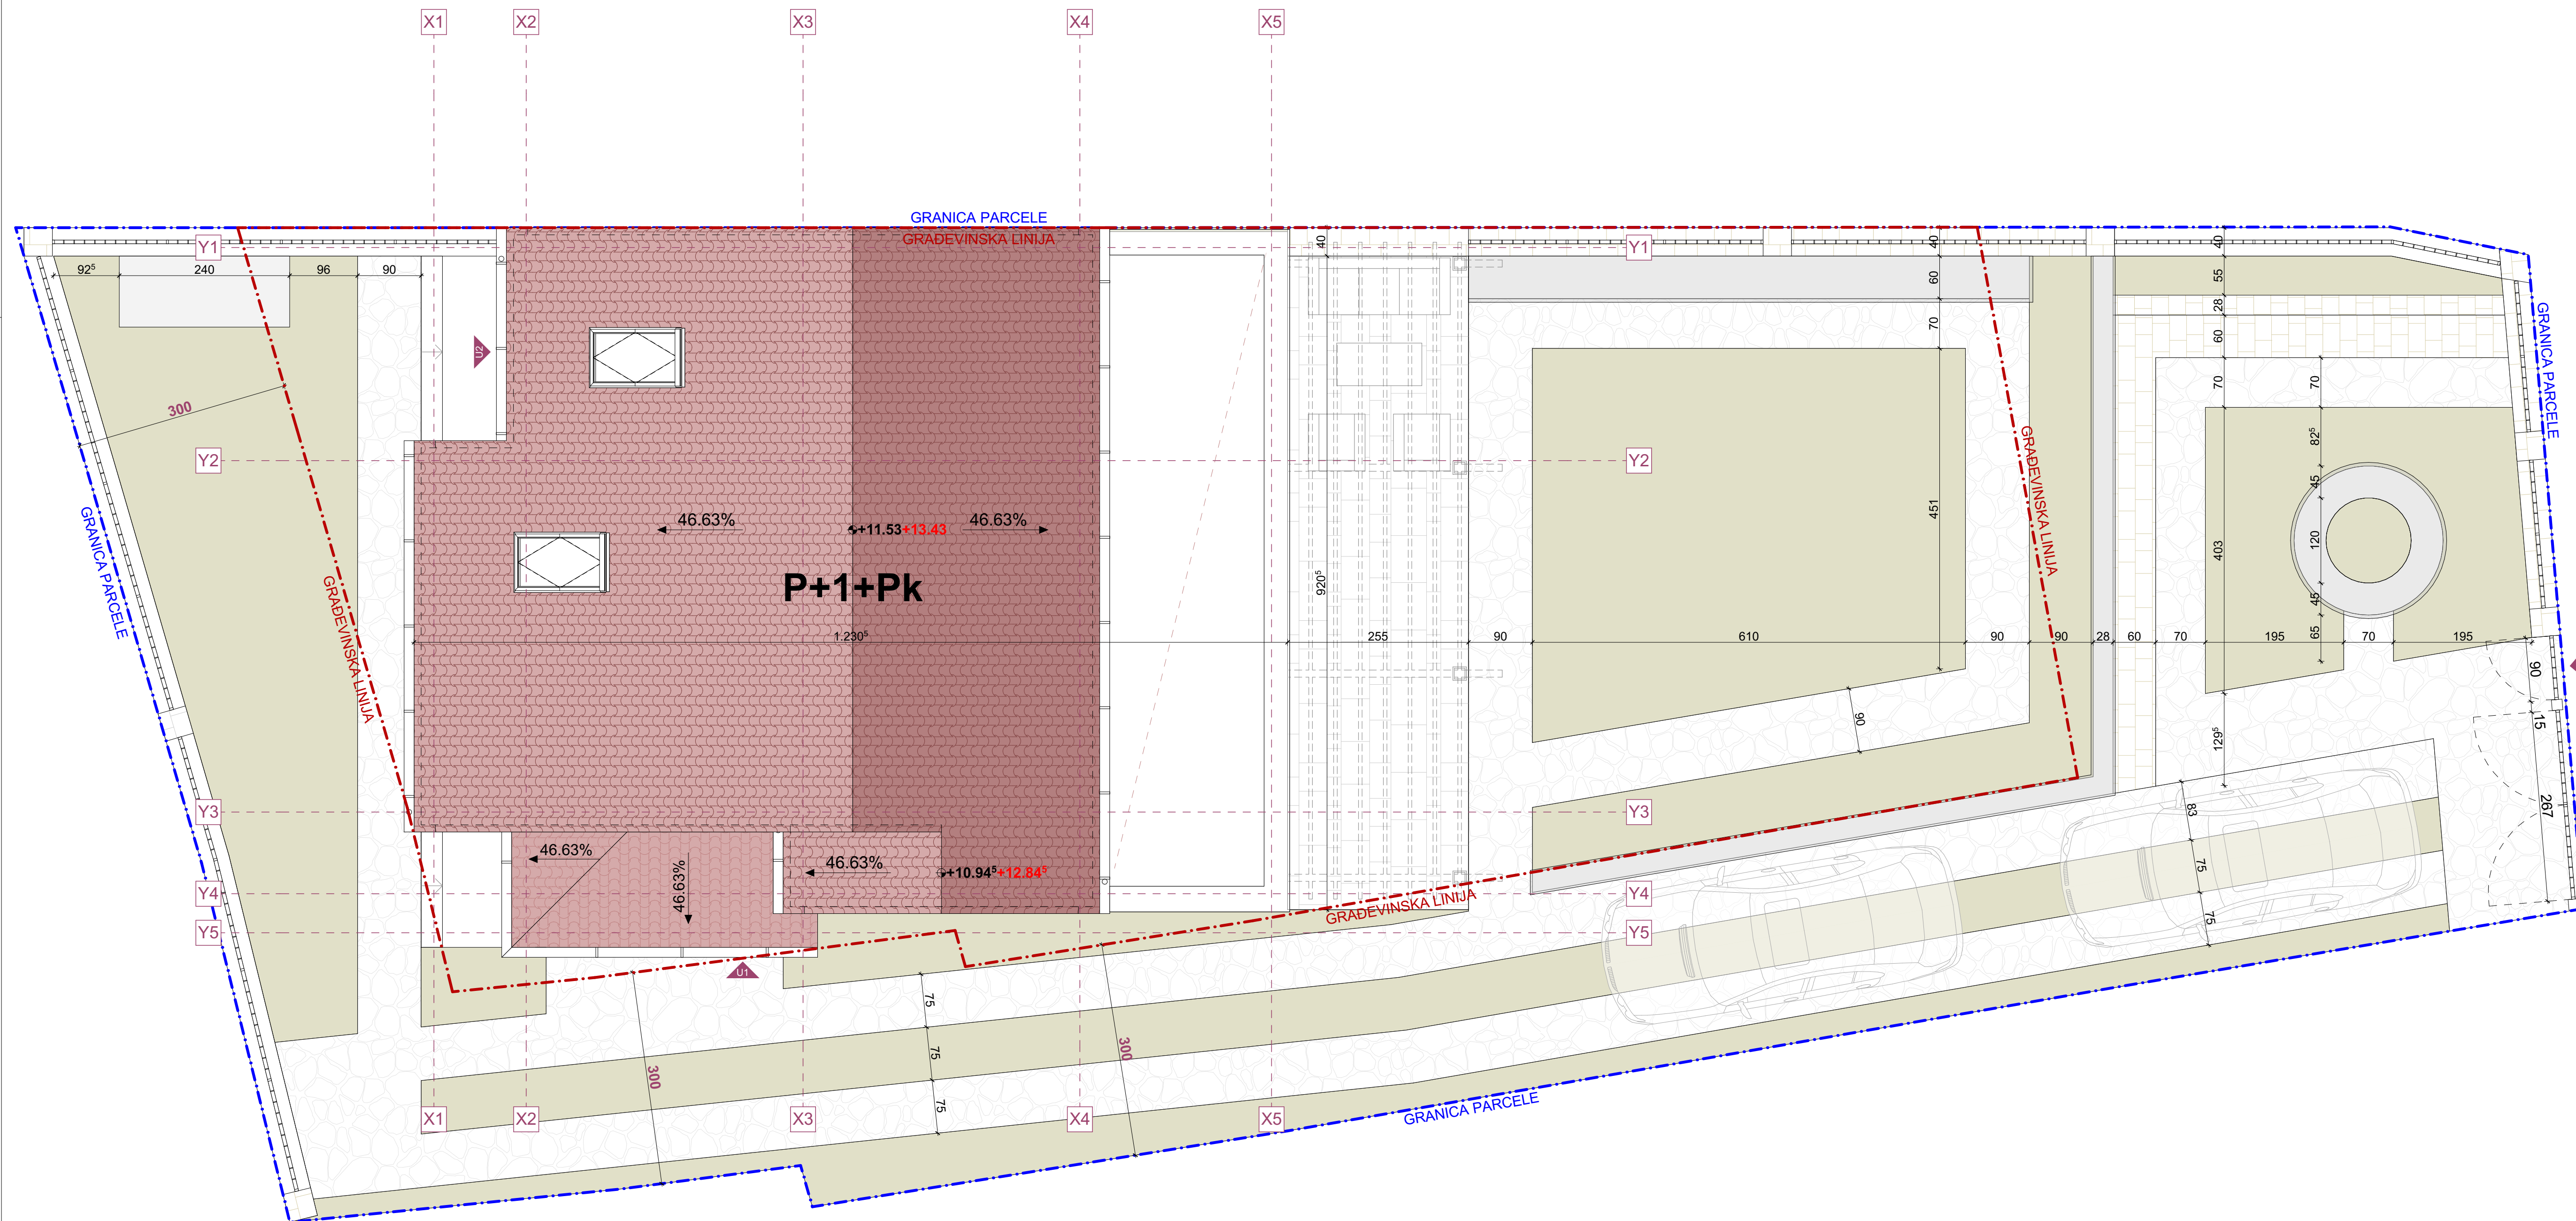 X1 X2 X3 X4 X5
GRANICA PARCELE
GRAĐEVINSKA LINIJA
Y1 Y1
92⁵ 240 96 90
40 40 40
60 55
28
70 60
U2
70 70
300
GRANICA PARCELE
Y2 Y2
82⁵
GRAĐEVINSKA LINIJA
45
451
46.63% +11.53+13.43 46.63%
403 120
GRANICA PARCELE
P+1+Pk
920⁵
45
GRAĐEVINSKA LINIJA
1.230⁵ 255 90 610 90 90 28 60 70 195 70 195
65
90
90
15
129⁵
Y3 Y3
83
267
46.63% 46.63% +10.94⁵+12.84⁵
46.63%
75
Y4 Y4
GRAĐEVINSKA LINIJA
75
Y5 Y5
U1
75
300
75
300
75
X1 X2 X3 X4 X5
GRANICA PARCELE